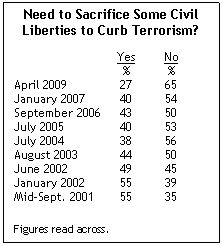 Need to Sacrifice Some Civil
Liberties to Curb Terrorism?
Yes No
% %
April 2009 27 65
January 2007 40 54
September 2006 43 50
July 2005 40 53
July 2004 38 56
August 2003 44 50
June 2002 49 45
January 2002 55 39
Mid-Sept. 2001 55 35
Figures read across.